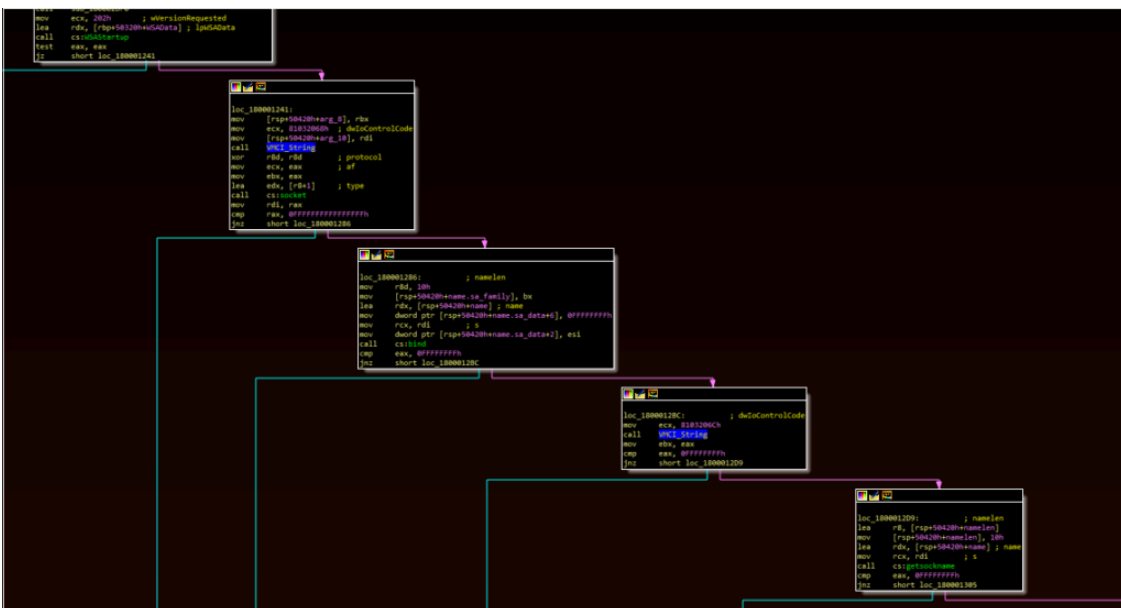 mov ecx, 202h ; wVersionRequested
lea rdx, [rbp+50320h+WSAData] ; lpWSAData
call cs:WSAStartup
test eax, eax
jz short loc_180001241
loc_180001241:
mov [rsp+50420h+arg_8], rbx
mov ecx, 81032068h ; dwIoControlCode
mov [rsp+50420h+arg_10], rdi
call VMCI_String
xor r8d, r8d ; protocol
mov ecx, eax ; af
mov ebx, eax
lea edx, [r8+1] ; type
call cs:socket
mov rdi, rax
cmp rax, 0FFFFFFFFFFFFFFFFh
jnz short loc_180001286
loc_180001286: ; namelen
mov r8d, 10h
mov [rsp+50420h+name.sa_family], bx
lea rdx, [rsp+50420h+name] ; name
mov dword ptr [rsp+50420h+name.sa_data+6], 0FFFFFFFFh
mov rcx, rdi ; s
mov dword ptr [rsp+50420h+name.sa_data+2], esi
call cs:bind
cmp eax, 0FFFFFFFFh
jnz short loc_1800012BC
loc_1800012BC: ; dwIoControlCode
mov ecx, 8103206Ch
call VMCI_String
mov ebx, eax
cmp eax, 0FFFFFFFFh
jnz short loc_1800012D9
loc_1800012D9: ; namelen
lea r8, [rsp+50420h+namelen]
mov [rsp+50420h+namelen], 10h
lea rdx, [rsp+50420h+name] ; name
mov rcx, rdi ; s
call cs:getsockname
cmp eax, 0FFFFFFFFh
jnz short loc_180001305